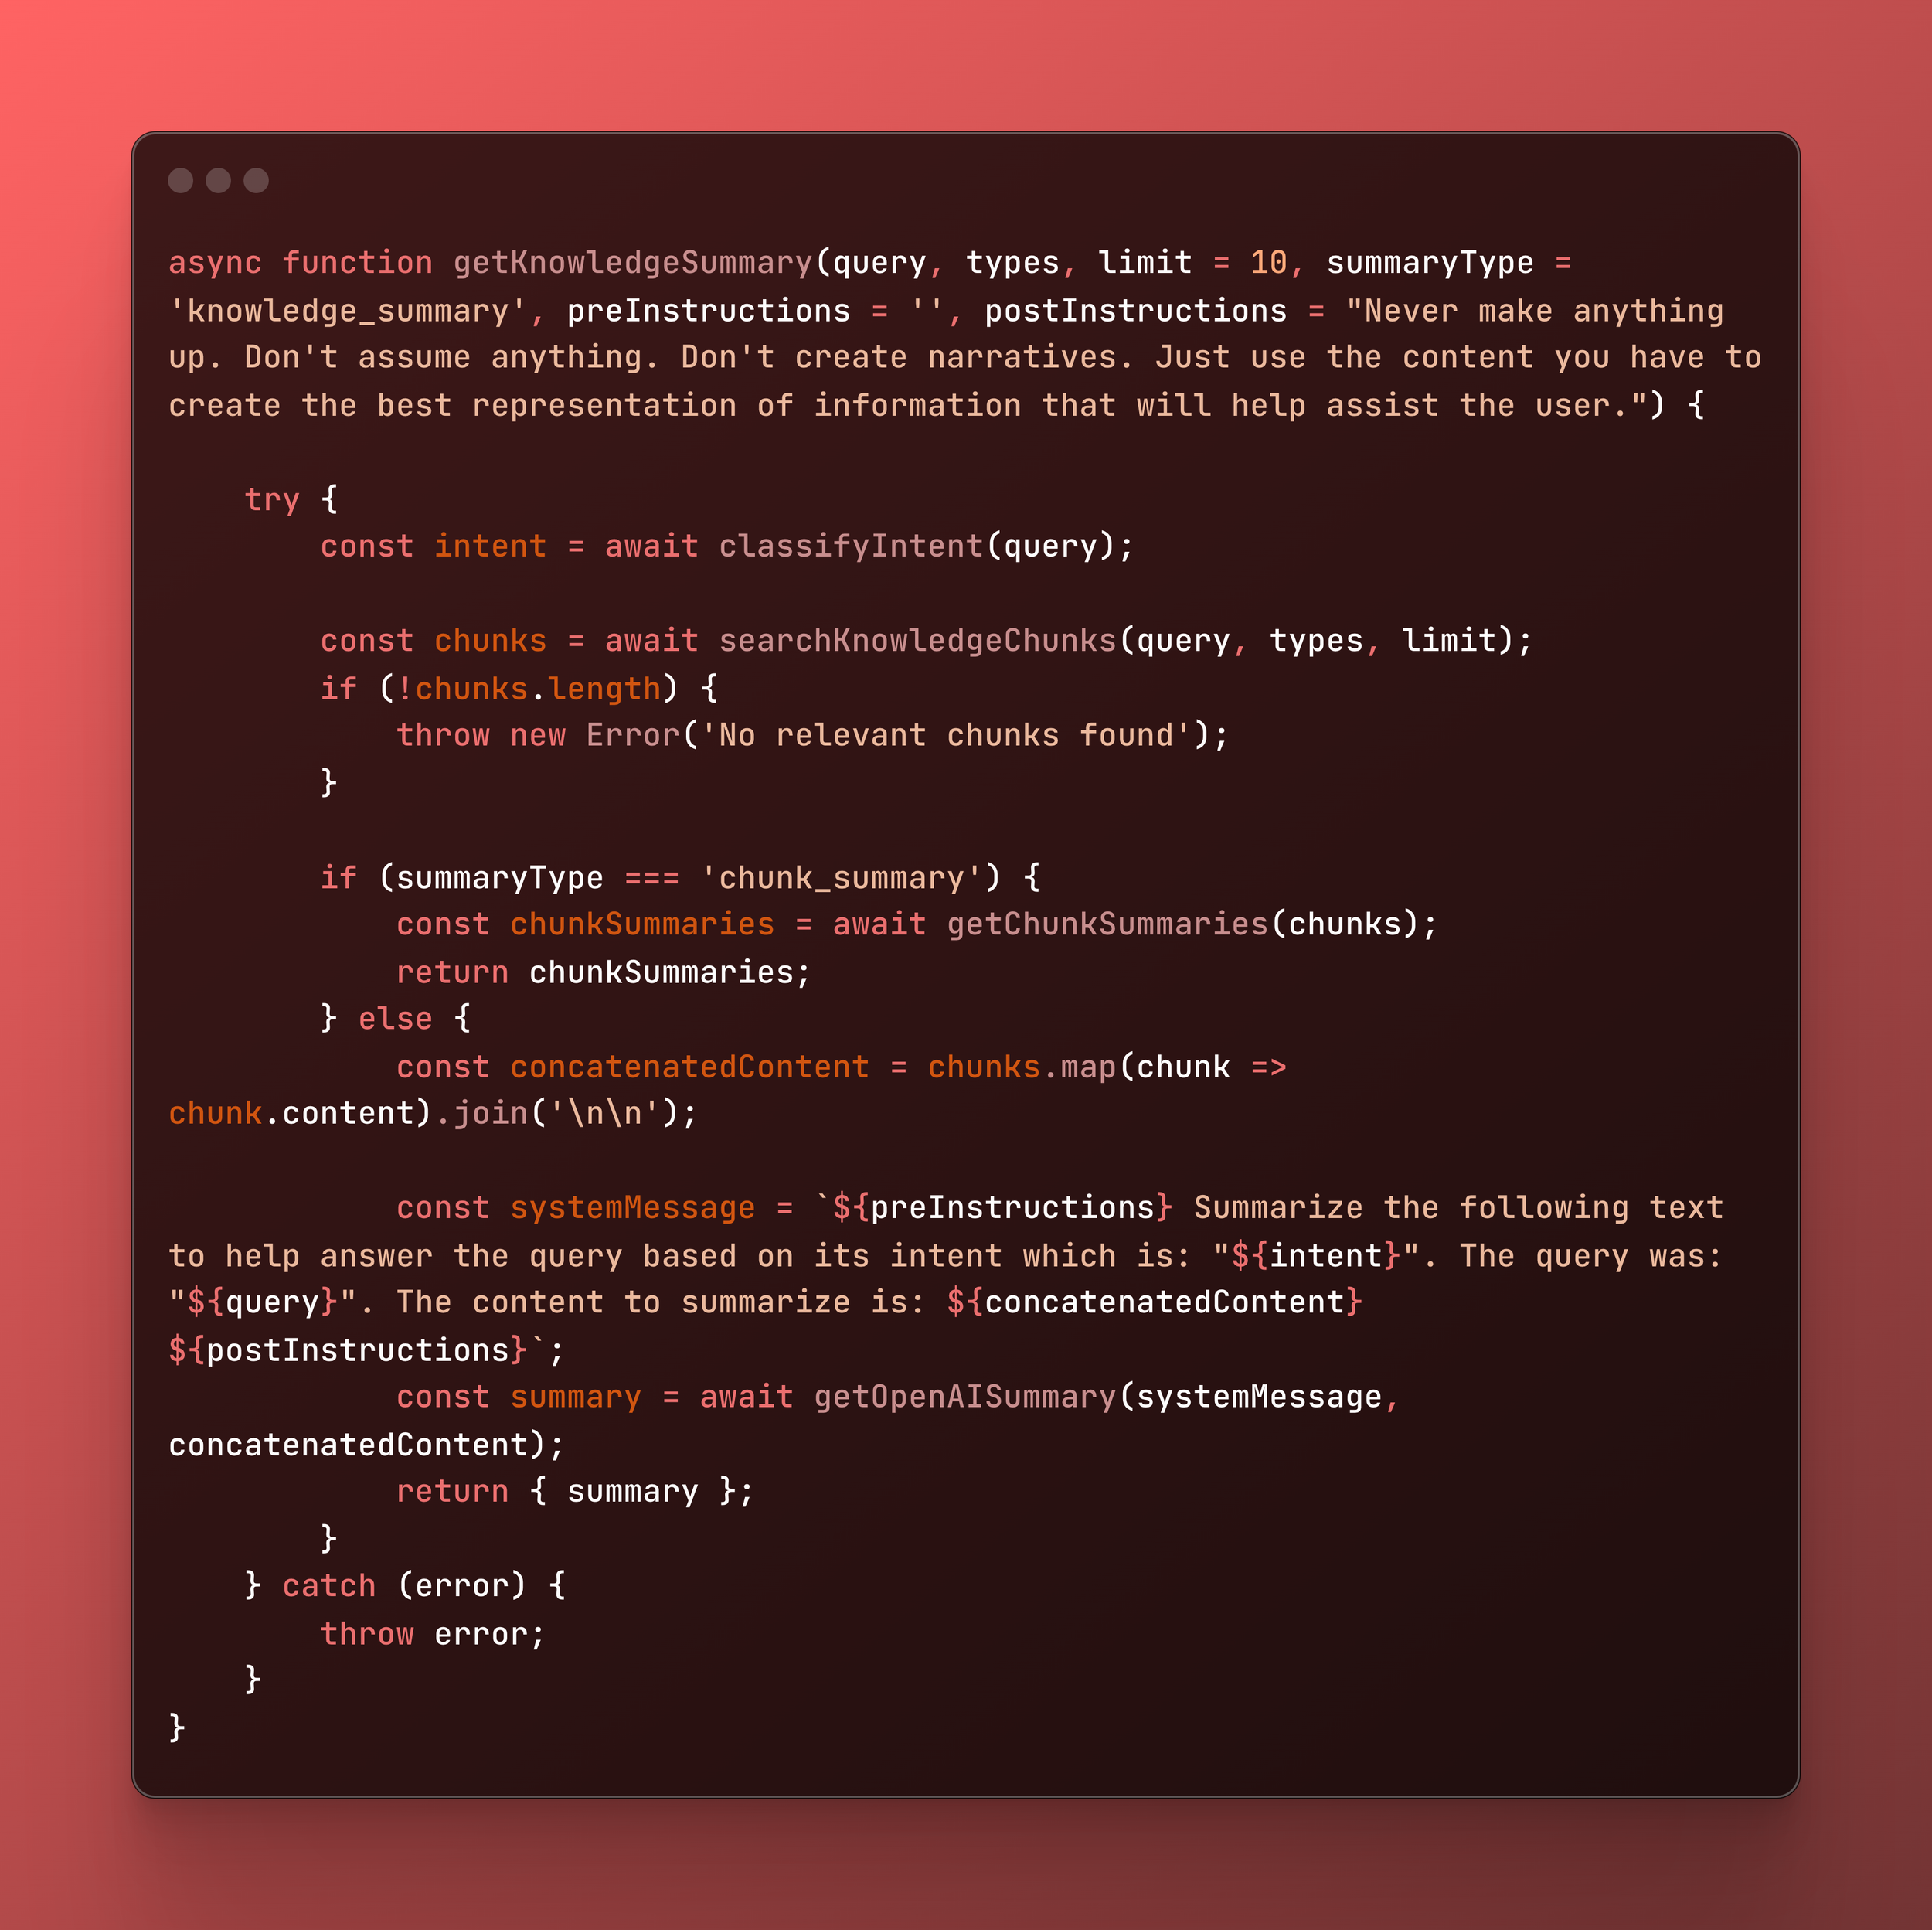 async function getKnowledgeSummary(query, types, limit = 10, summaryType =
'knowledge_summary', preInstructions = '', postInstructions = "Never make anything
up. Don't assume anything. Don't create narratives. Just use the content you have to
create the best representation of information that will help assist the user.") {
try {
const intent = await classifyIntent(query);
const chunks = await searchKnowledgeChunks(query, types, limit);
if (!chunks.length) {
throw new Error('No relevant chunks found');
}
if (summaryType === 'chunk_summary') {
const chunkSummaries = await getChunkSummaries(chunks);
return chunkSummaries;
} else {
const concatenatedContent = chunks.map(chunk =>
chunk.content).join('\n\n');
const systemMessage = `${preInstructions} Summarize the following text
to help answer the query based on its intent which is: "${intent}". The query was:
"${query}". The content to summarize is: ${concatenatedContent}
${postInstructions}`;
const summary = await getOpenAISummary(systemMessage,
concatenatedContent);
return { summary };
}
} catch (error) {
throw error;
}
}